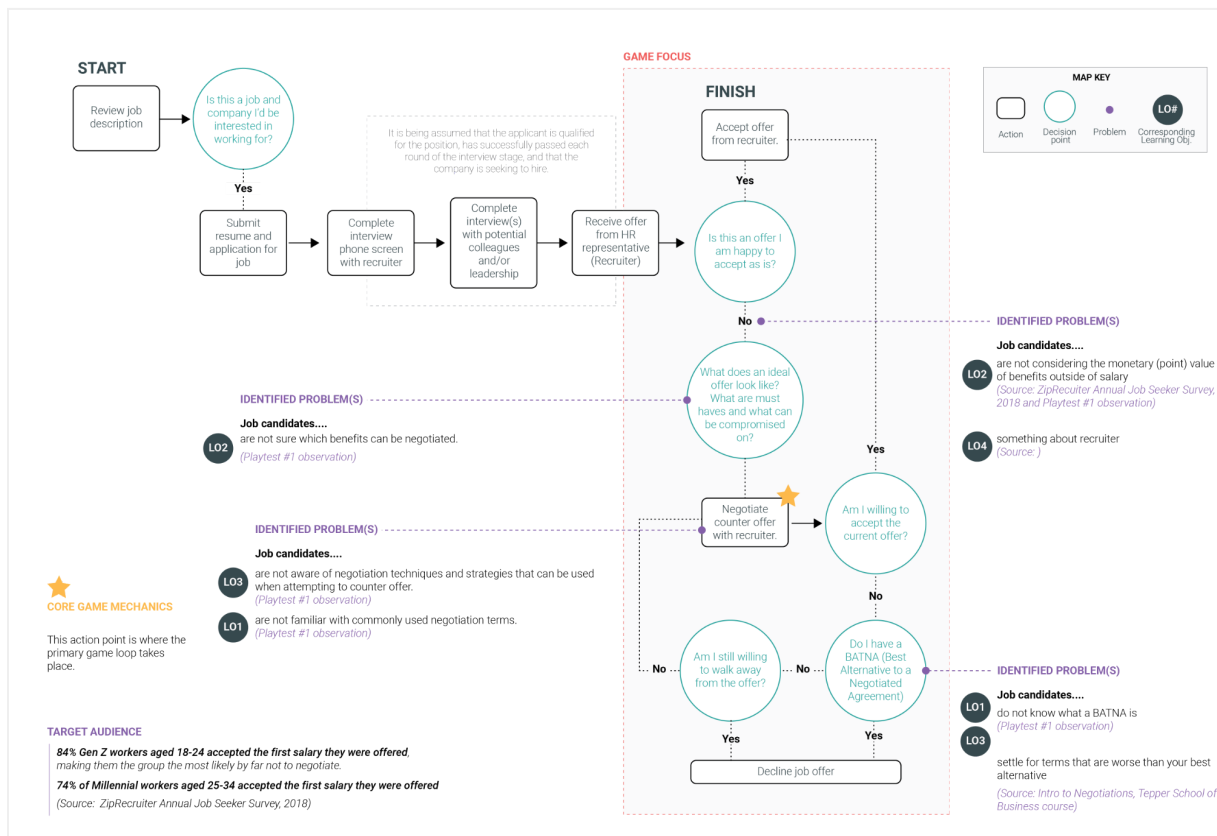 START
Review job
description
Is this a job and
company I'd be
interested in
working for?
Yes
Submit
resume and
application for
job
Complete
interview
phone screen
with recruiter
It is being assumed that the applicant is qualified
for the position, has successfully passed each
round of the interview stage, and that the
company is seeking to hire.
Complete
interview(s)
with potential
colleagues
and/or
leadership
Receive offer
from HR
representative
(Recruiter)
GAME FOCUS
FINISH
Accept offer
from recruiter.
Yes
Is this an offer I
am happy to
accept as is?
No
What does an ideal
offer look like?
What are must
haves and what can
be compromised
on?
Negotiate
counter offer
with recruiter.
Yes
Am I willing to
accept the
current offer?
No
Do I have a
BATNA (Best
Alternative to a
Negotiated
Agreement)
No
Am I still willing
to walk away
from the offer?
No
Yes
Yes
Decline job offer
MAP KEY
LO#
Action
Decision
point
Problem
Corresponding
Learning Obj.
IDENTIFIED PROBLEM(S)
Job candidates....
LO2
are not considering the monetary (point) value
of benefits outside of salary
(Source: ZipRecuiter Annual Job Seeker Survey,
2018 and Playtest #1 observation)
LO4
something about recruiter
(Source: )
IDENTIFIED PROBLEM(S)
Job candidates....
LO2
are not sure which benefits can be negotiated.
(Playtest #1 observation)
IDENTIFIED PROBLEM(S)
Job candidates....
LO3
are not aware of negotiation techniques and strategies that can be used
when attempting to counter offer.
(Playtest #1 observation)
LO1
are not familiar with commonly used negotiation terms.
(Playtest #1 observation)
IDENTIFIED PROBLEM(S)
Job candidates....
LO1
do not know what a BATNA is
(Playtest #1 observation)
LO3
settle for terms that are worse than your best
alternative
(Source: Intro to Negotiations, Tepper School of
Business course)
CORE GAME MECHANICS
This action point is where the
primary game loop takes
place.
TARGET AUDIENCE
84% Gen Z workers aged 18-24 accepted the first salary they were offered,
making them the group the most likely by far not to negotiate.
74% of Millennial workers aged 25-34 accepted the first salary they were offered
(Source: ZipRecruiter Annual Job Seeker Survey, 2018)